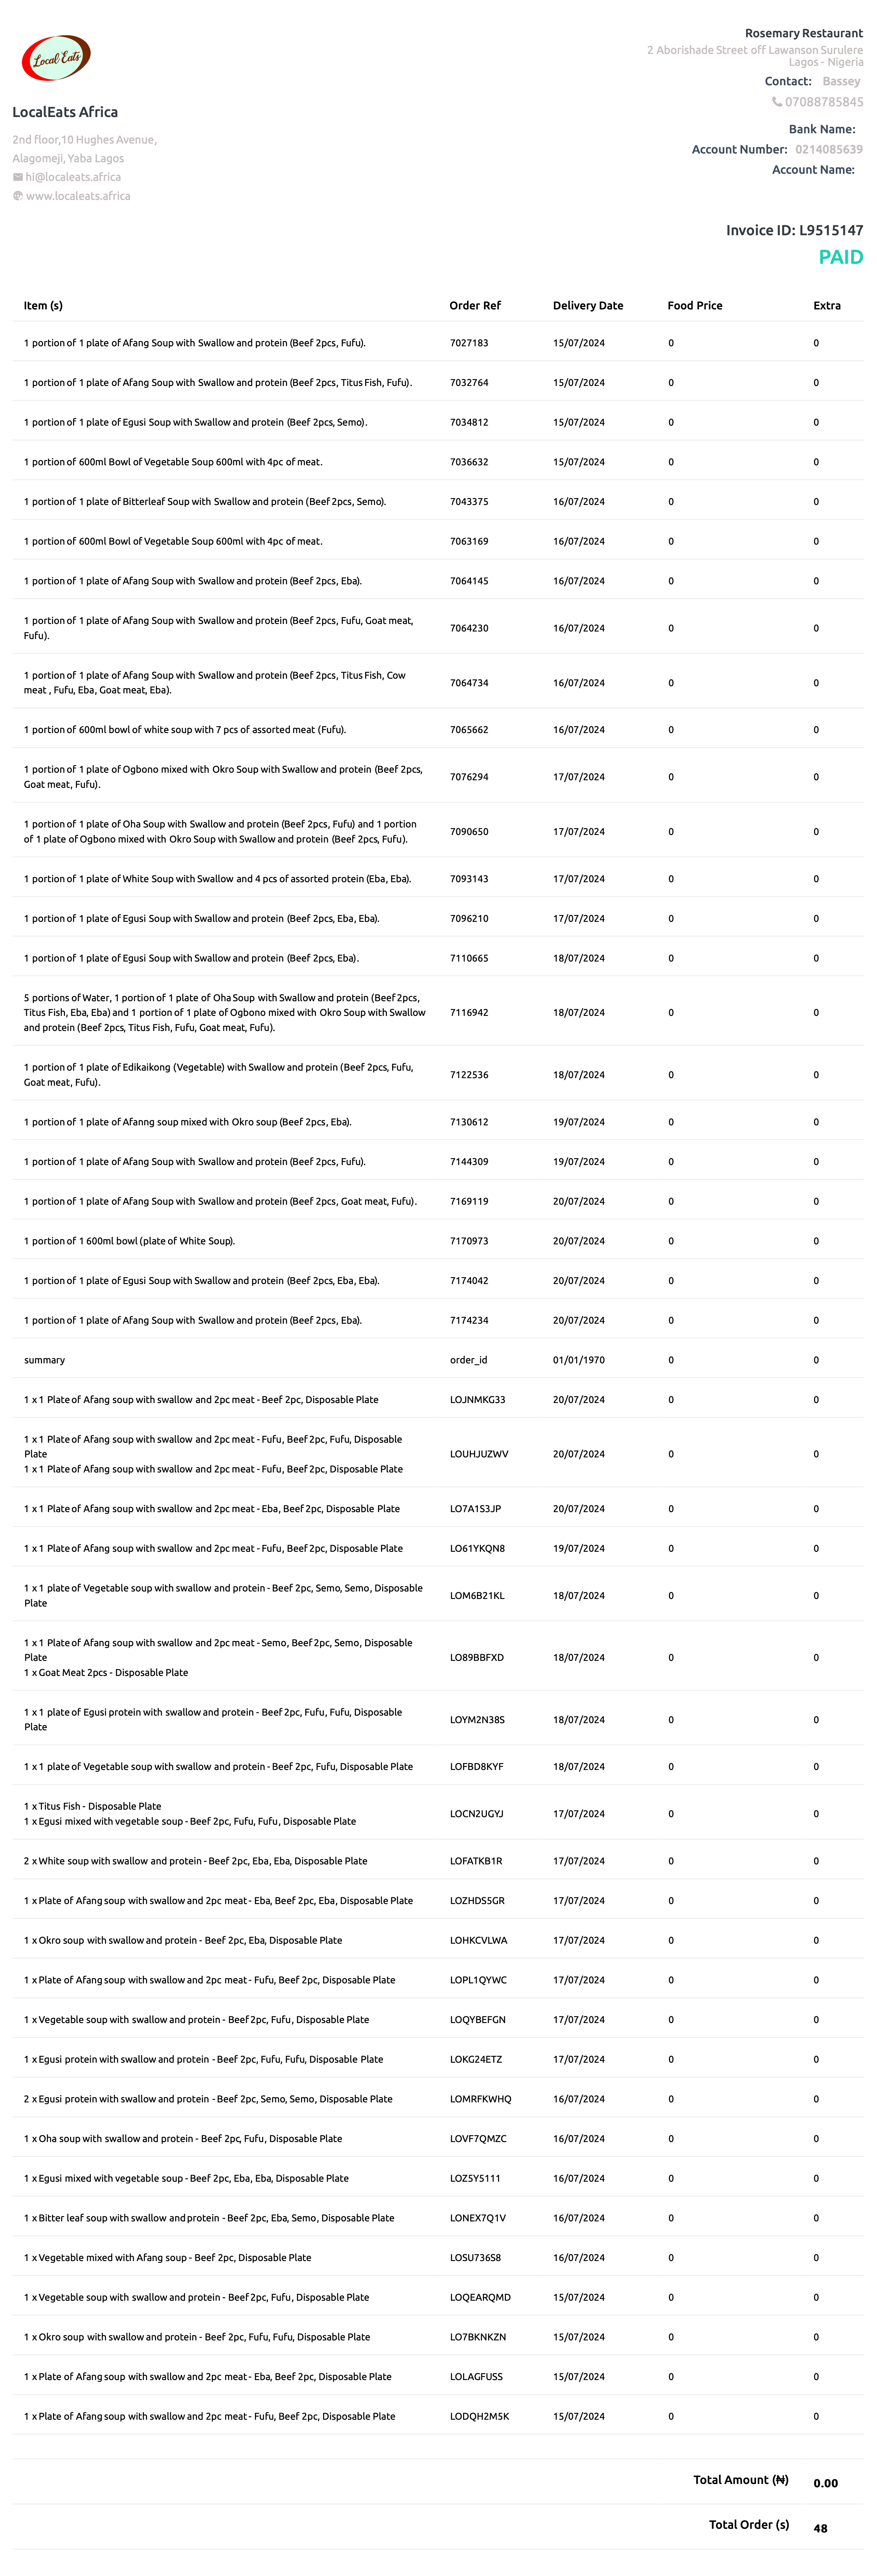 Local Eats
LocalEats Africa
2nd floor,10 Hughes Avenue,
Alagomeji, Yaba Lagos
hi@localeats.africa
www.localeats.africa
Rosemary Restaurant
2 Aborishade Street off Lawanson Surulere
Lagos - Nigeria
Contact: Bassey
07088785845
Bank Name:
Account Number: 0214085639
Account Name:
Invoice ID: L9515147
PAID
Item (s) Order Ref Delivery Date Food Price Extra
1 portion of 1 plate of Afang Soup with Swallow and protein (Beef 2pcs, Fufu). 7027183 15/07/2024 0 0
1 portion of 1 plate of Afang Soup with Swallow and protein (Beef 2pcs, Titus Fish, Fufu). 7032764 15/07/2024 0 0
1 portion of 1 plate of Egusi Soup with Swallow and protein (Beef 2pcs, Semo). 7034812 15/07/2024 0 0
1 portion of 600ml Bowl of Vegetable Soup 600ml with 4pc of meat. 7036632 15/07/2024 0 0
1 portion of 1 plate of Bitterleaf Soup with Swallow and protein (Beef 2pcs, Semo). 7043375 16/07/2024 0 0
1 portion of 600ml Bowl of Vegetable Soup 600ml with 4pc of meat. 7063169 16/07/2024 0 0
1 portion of 1 plate of Afang Soup with Swallow and protein (Beef 2pcs, Eba). 7064145 16/07/2024 0 0
1 portion of 1 plate of Afang Soup with Swallow and protein (Beef 2pcs, Fufu, Goat meat,
Fufu). 7064230 16/07/2024 0 0
1 portion of 1 plate of Afang Soup with Swallow and protein (Beef 2pcs, Titus Fish, Cow
meat , Fufu, Eba, Goat meat, Eba). 7064734 16/07/2024 0 0
1 portion of 600ml bowl of white soup with 7 pcs of assorted meat (Fufu). 7065662 16/07/2024 0 0
1 portion of 1 plate of Ogbono mixed with Okro Soup with Swallow and protein (Beef 2pcs,
Goat meat, Fufu). 7076294 17/07/2024 0 0
1 portion of 1 plate of Oha Soup with Swallow and protein (Beef 2pcs, Fufu) and 1 portion
of 1 plate of Ogbono mixed with Okro Soup with Swallow and protein (Beef 2pcs, Fufu). 7090650 17/07/2024 0 0
1 portion of 1 plate of White Soup with Swallow and 4 pcs of assorted protein (Eba, Eba). 7093143 17/07/2024 0 0
1 portion of 1 plate of Egusi Soup with Swallow and protein (Beef 2pcs, Eba, Eba). 7096210 17/07/2024 0 0
1 portion of 1 plate of Egusi Soup with Swallow and protein (Beef 2pcs, Eba). 7110665 18/07/2024 0 0
5 portions of Water, 1 portion of 1 plate of Oha Soup with Swallow and protein (Beef 2pcs,
Titus Fish, Eba, Eba) and 1 portion of 1 plate of Ogbono mixed with Okro Soup with Swallow 7116942 18/07/2024 0 0
and protein (Beef 2pcs, Titus Fish, Fufu, Goat meat, Fufu).
1 portion of 1 plate of Edikaikong (Vegetable) with Swallow and protein (Beef 2pcs, Fufu,
Goat meat, Fufu). 7122536 18/07/2024 0 0
1 portion of 1 plate of Afanng soup mixed with Okro soup (Beef 2pcs, Eba). 7130612 19/07/2024 0 0
1 portion of 1 plate of Afang Soup with Swallow and protein (Beef 2pcs, Fufu). 7144309 19/07/2024 0 0
1 portion of 1 plate of Afang Soup with Swallow and protein (Beef 2pcs, Goat meat, Fufu). 7169119 20/07/2024 0 0
1 portion of 1 600ml bowl (plate of White Soup). 7170973 20/07/2024 0 0
1 portion of 1 plate of Egusi Soup with Swallow and protein (Beef 2pcs, Eba, Eba). 7174042 20/07/2024 0 0
1 portion of 1 plate of Afang Soup with Swallow and protein (Beef 2pcs, Eba). 7174234 20/07/2024 0 0
summary order_id 01/01/1970 0 0
1 x 1 Plate of Afang soup with swallow and 2pc meat - Beef 2pc, Disposable Plate LOJNMKG33 20/07/2024 0 0
1 x 1 Plate of Afang soup with swallow and 2pc meat - Fufu, Beef 2pc, Fufu, Disposable
Plate LOUHJUZWV 20/07/2024 0 0
1 x 1 Plate of Afang soup with swallow and 2pc meat - Fufu, Beef 2pc, Disposable Plate
1 x 1 Plate of Afang soup with swallow and 2pc meat - Eba, Beef 2pc, Disposable Plate LO7A1S3JP 20/07/2024 0 0
1 x 1 Plate of Afang soup with swallow and 2pc meat - Fufu, Beef 2pc, Disposable Plate LO61YKQN8 19/07/2024 0 0
1 x 1 plate of Vegetable soup with swallow and protein - Beef 2pc, Semo, Semo, Disposable
Plate LOM6B21KL 18/07/2024 0 0
1 x 1 Plate of Afang soup with swallow and 2pc meat - Semo, Beef 2pc, Semo, Disposable
Plate LO89BBFXD 18/07/2024 0 0
1 x Goat Meat 2pcs - Disposable Plate
1 x 1 plate of Egusi protein with swallow and protein - Beef 2pc, Fufu, Fufu, Disposable
Plate LOYM2N38S 18/07/2024 0 0
1 x 1 plate of Vegetable soup with swallow and protein - Beef 2pc, Fufu, Disposable Plate LOFBD8KYF 18/07/2024 0 0
1 x Titus Fish - Disposable Plate
1 x Egusi mixed with vegetable soup - Beef 2pc, Fufu, Fufu, Disposable Plate LOCN2UGYJ 17/07/2024 0 0
2 x White soup with swallow and protein - Beef 2pc, Eba, Eba, Disposable Plate LOFATKB1R 17/07/2024 0 0
1 x Plate of Afang soup with swallow and 2pc meat - Eba, Beef 2pc, Eba, Disposable Plate LOZHDS5GR 17/07/2024 0 0
1 x Okro soup with swallow and protein - Beef 2pc, Eba, Disposable Plate LOHKCVLWA 17/07/2024 0 0
1 x Plate of Afang soup with swallow and 2pc meat - Fufu, Beef 2pc, Disposable Plate LOPL1QYWC 17/07/2024 0 0
1 x Vegetable soup with swallow and protein - Beef 2pc, Fufu, Disposable Plate LOQYBEFGN 17/07/2024 0 0
1 x Egusi protein with swallow and protein - Beef 2pc, Fufu, Fufu, Disposable Plate LOKG24ETZ 17/07/2024 0 0
2 x Egusi protein with swallow and protein - Beef 2pc, Semo, Semo, Disposable Plate LOMRFKWHQ 16/07/2024 0 0
1 x Oha soup with swallow and protein - Beef 2pc, Fufu, Disposable Plate LOVF7QMZC 16/07/2024 0 0
1 x Egusi mixed with vegetable soup - Beef 2pc, Eba, Eba, Disposable Plate LOZ5Y5111 16/07/2024 0 0
1 x Bitter leaf soup with swallow and protein - Beef 2pc, Eba, Semo, Disposable Plate LONEX7Q1V 16/07/2024 0 0
1 x Vegetable mixed with Afang soup - Beef 2pc, Disposable Plate LOSU736S8 16/07/2024 0 0
1 x Vegetable soup with swallow and protein - Beef 2pc, Fufu, Disposable Plate LOQEARQMD 15/07/2024 0 0
1 x Okro soup with swallow and protein - Beef 2pc, Fufu, Fufu, Disposable Plate LO7BKNKZN 15/07/2024 0 0
1 x Plate of Afang soup with swallow and 2pc meat - Eba, Beef 2pc, Disposable Plate LOLAGFUSS 15/07/2024 0 0
1 x Plate of Afang soup with swallow and 2pc meat - Fufu, Beef 2pc, Disposable Plate LODQH2M5K 15/07/2024 0 0
Total Amount (₦) 0.00
Total Order (s) 48